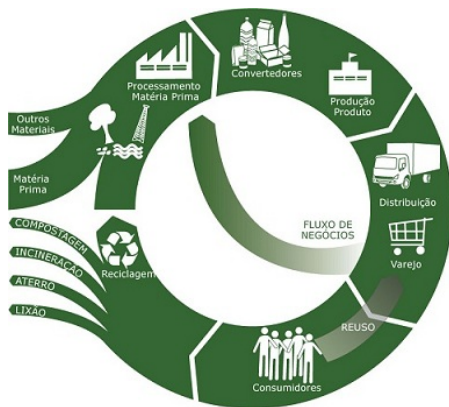 Convertedores
Processamento
Matéria Prima
Produção
Produto
Outros
Materiais
Matéria
Prima
Distribuição
FLUXO DE
NEGÓCIOS
COMPOSTAGEM
INCINERAÇÃO
ATERRO
LIXÃO
Reciclagem
Varejo
REUSO
Consumidores